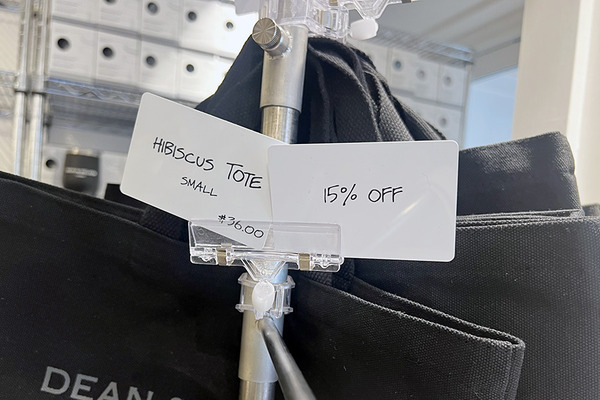 HIBISCUS TOTE
SMALL
$36.00
15% OFF
DEAN